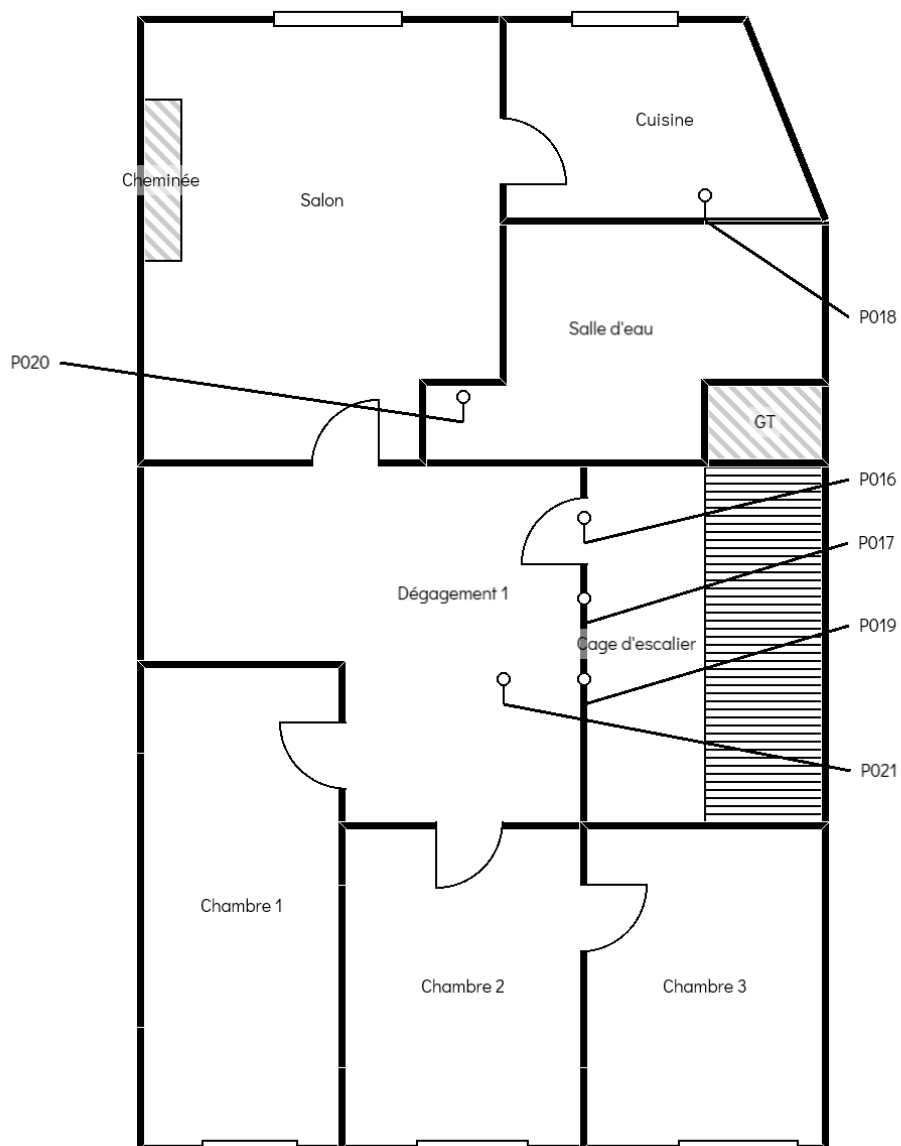 Cuisine
Cheminée
Salon
P018
Salle d'eau
P020
GT
P016
P017
Dégagement 1
P019
Cage d'escalier
P021
Chambre 1
Chambre 2
Chambre 3